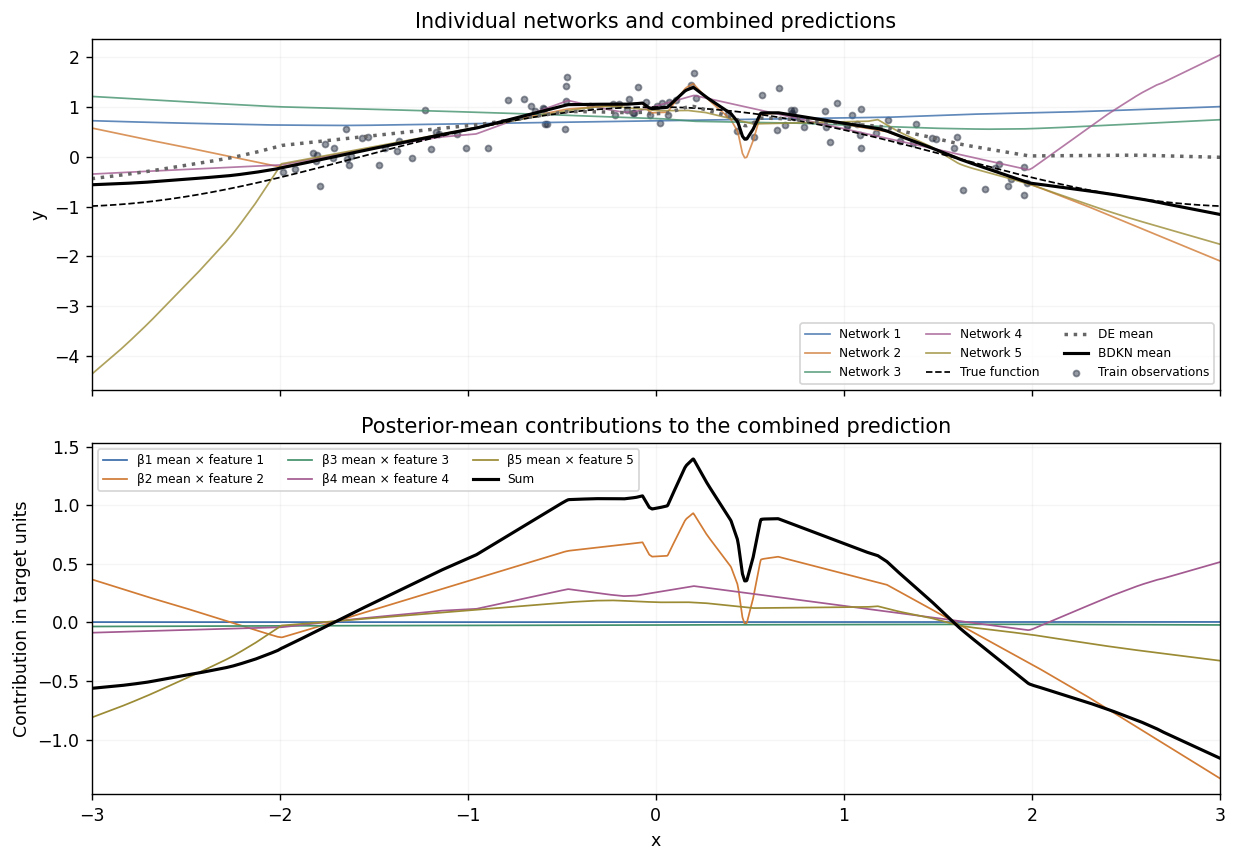 Individual networks and combined predictions
2
1
0
−1
−2
−3
−4
y
Network 1
Network 2
Network 3
Network 4
Network 5
True function
DE mean
BDKN mean
Train observations
Posterior-mean contributions to the combined prediction
1.5
1.0
0.5
0.0
−0.5
−1.0
Contribution in target units
β1 mean × feature 1
β2 mean × feature 2
β3 mean × feature 3
β4 mean × feature 4
β5 mean × feature 5
Sum
−3
−2
−1
0
1
2
3
x